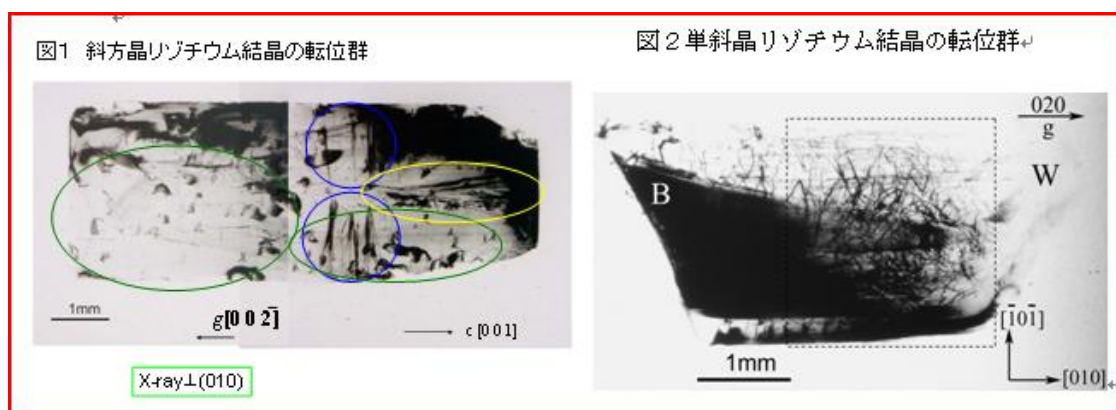 図1 斜方晶リゾチウム結晶の転位群
1mm
g[0 0 2̄]
c [0 0 1]
X-ray⊥(010)
図2単斜晶リゾチウム結晶の転位群
020
g
W
B
1mm
[1̄01̄]
[010]